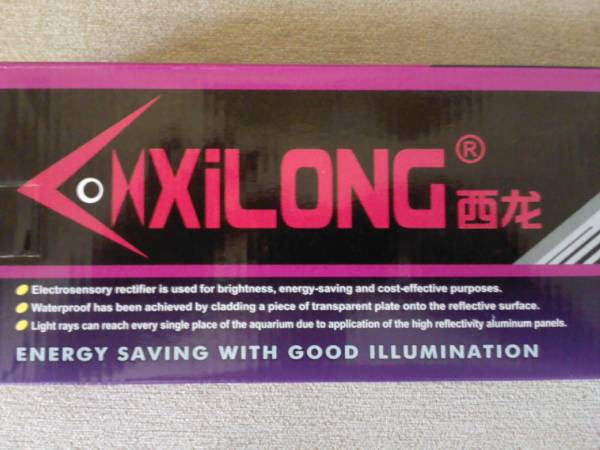 XiLONG® 西龙
Electrosensory rectifier is used for brightness, energy-saving and cost-effective purposes.
Waterproof has been achieved by cladding a piece of transparent plate onto the reflective surface.
Light rays can reach every single place of the aquarium due to application of the high reflectivity aluminum panels.
ENERGY SAVING WITH GOOD ILLUMINATION